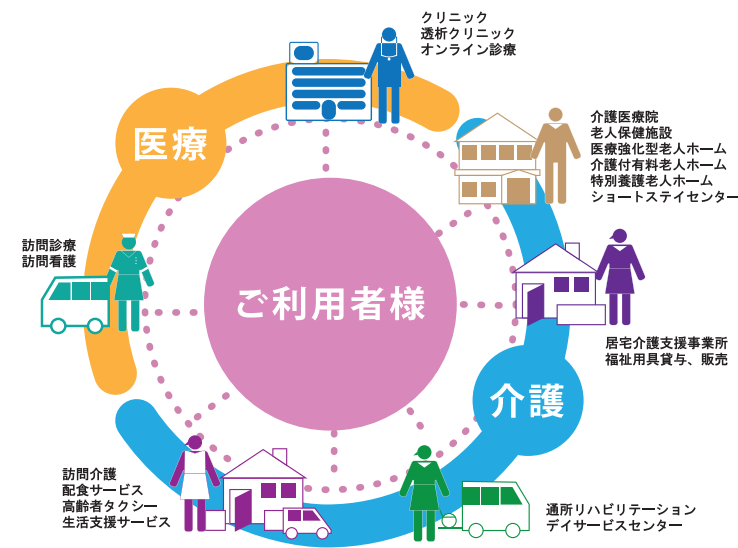 クリニック
透析クリニック
オンライン診療
医療
介護医療院
老人保健施設
医療強化型老人ホーム
介護付有料老人ホーム
特別養護老人ホーム
ショートステイセンター
訪問診療
訪問看護
ご利用者様
居宅介護支援事業所
福祉用具貸与、販売
介護
訪問介護
配食サービス
高齢者タクシー
生活支援サービス
通所リハビリテーション
デイサービスセンター